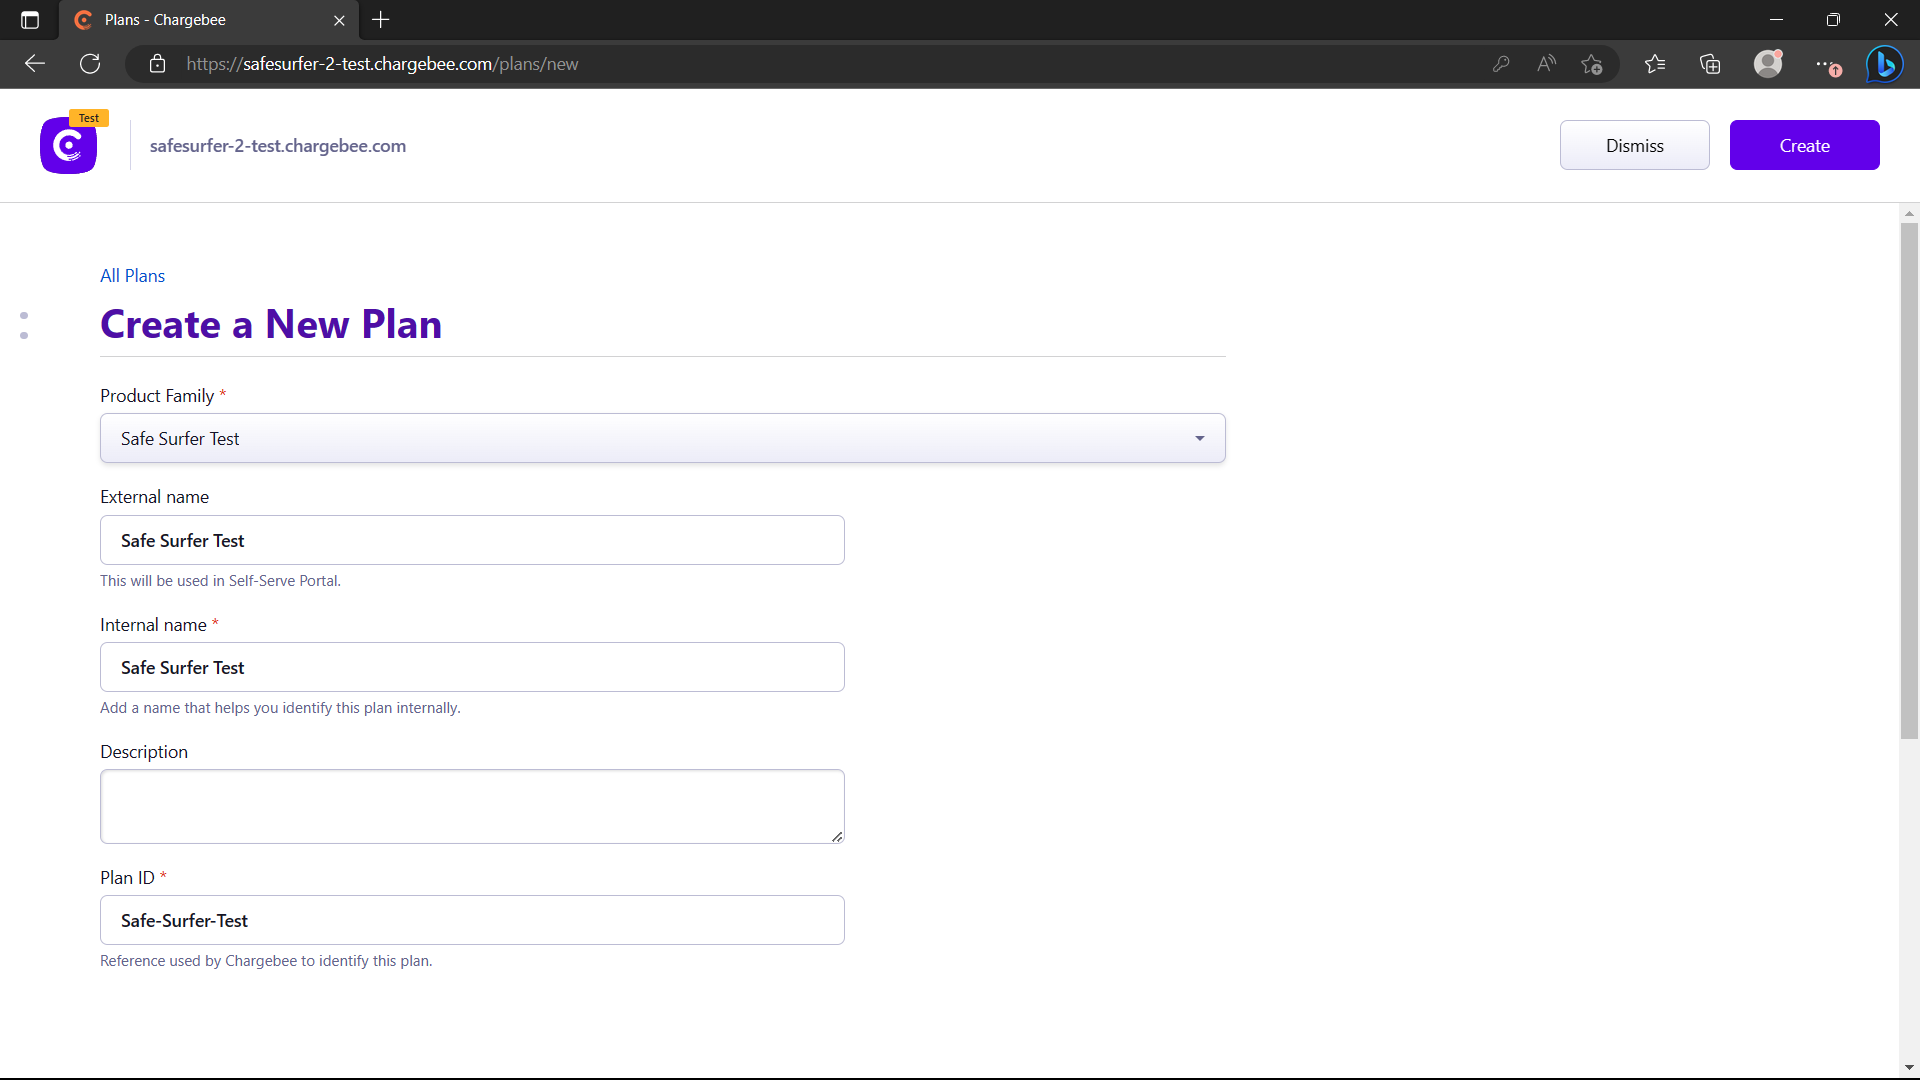 Plans - Chargebee
https://safesurfer-2-test.chargebee.com/plans/new
Test
safesurfer-2-test.chargebee.com
Dismiss
Create
All Plans
Create a New Plan
Product Family *
Safe Surfer Test
External name
Safe Surfer Test
This will be used in Self-Serve Portal.
Internal name *
Safe Surfer Test
Add a name that helps you identify this plan internally.
Description
Plan ID *
Safe-Surfer-Test
Reference used by Chargebee to identify this plan.